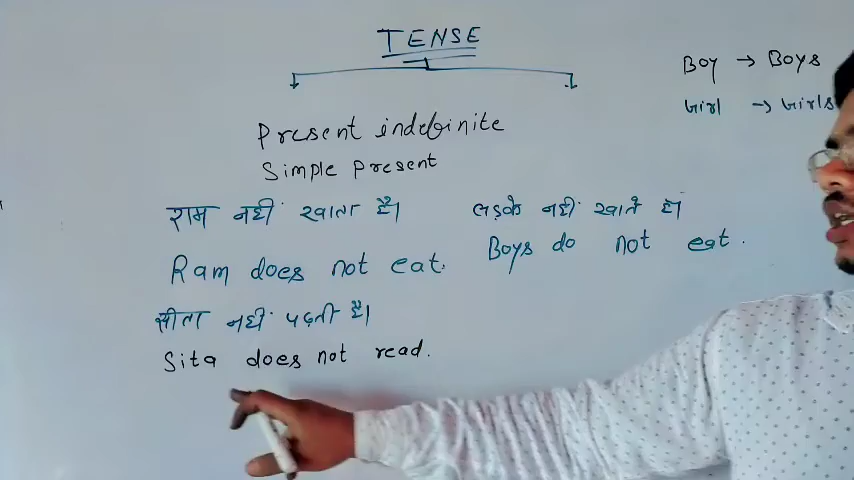 TENSE
Boy → Boys
Girl → Girls
Present indefinite
Simple present
राम नहीं खाता है।
लड़के नहीं खाते हैं।
Ram does not eat.
Boys do not eat.
सीता नहीं पढ़ती है।
Sita does not read.